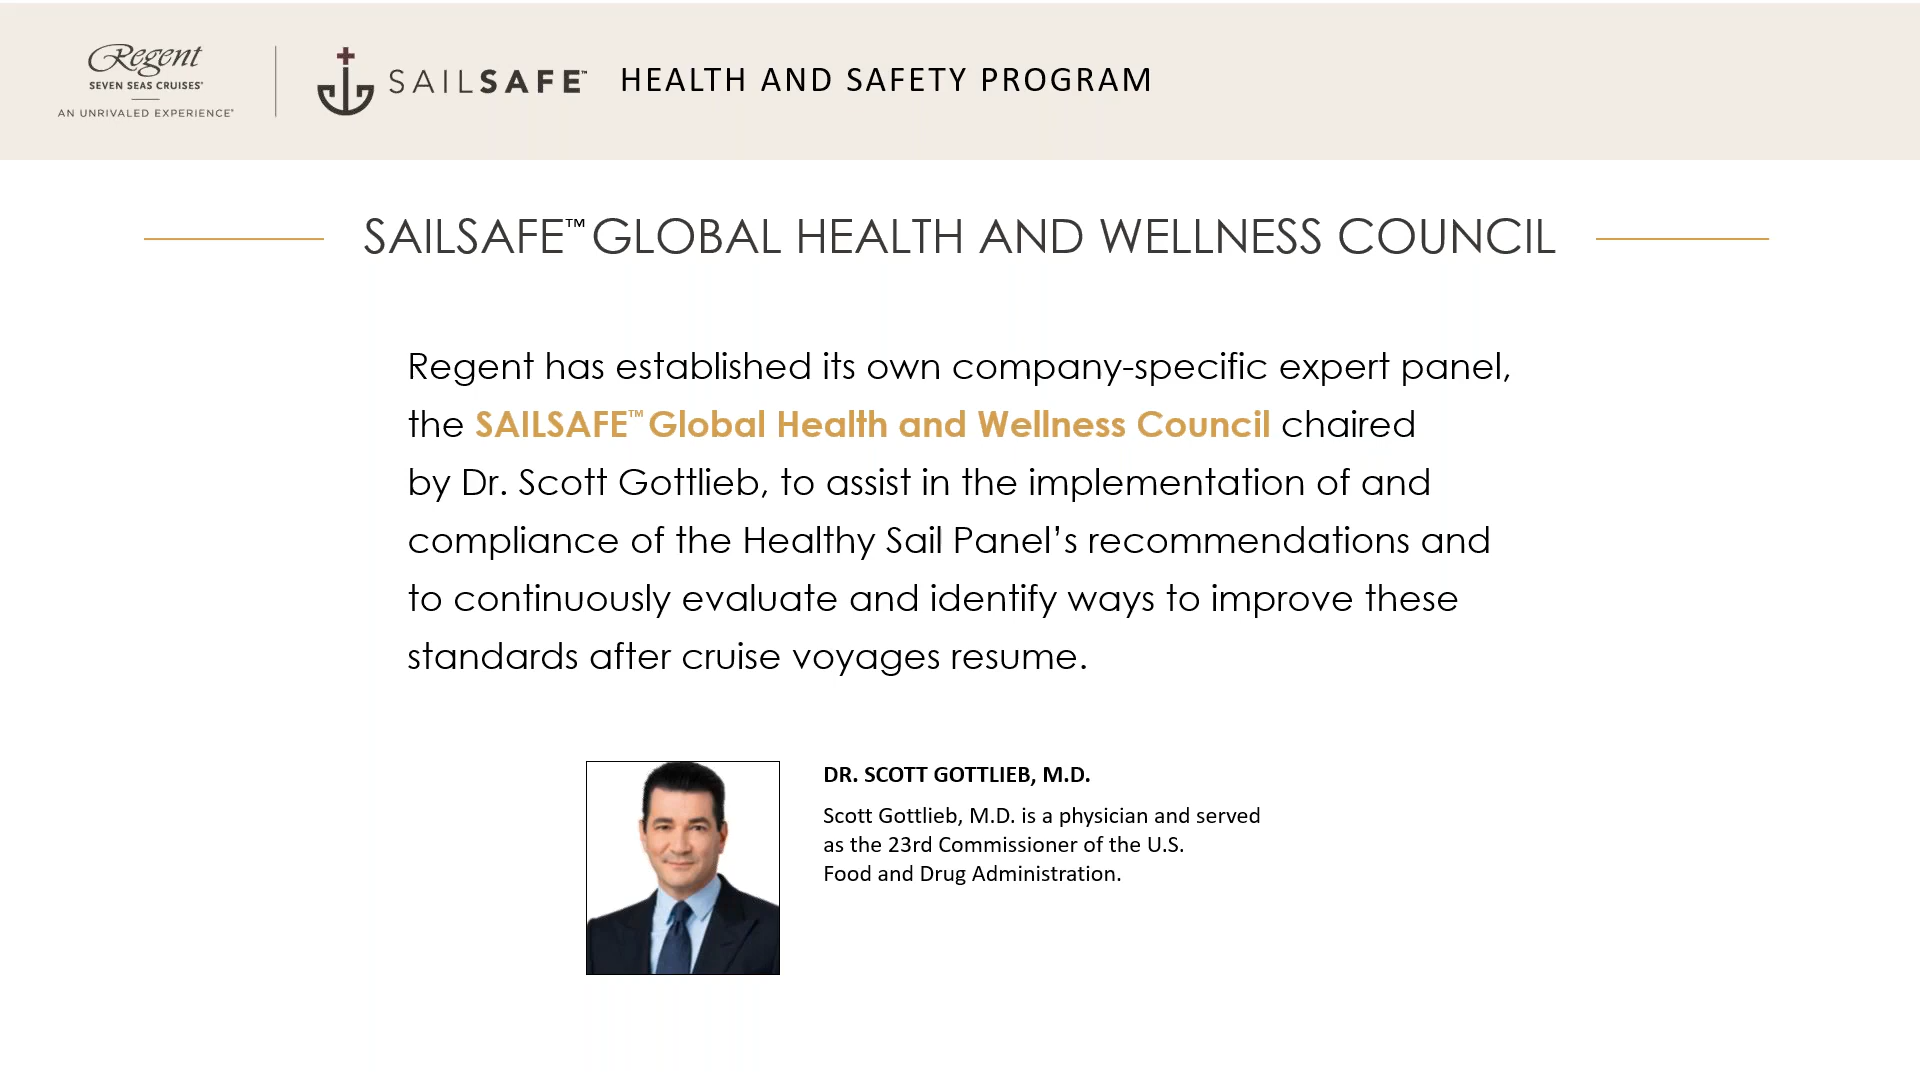 Regent
SEVEN SEAS CRUISES®
AN UNRIVALED EXPERIENCE®
SAILSAFE™ HEALTH AND SAFETY PROGRAM
SAILSAFE™ GLOBAL HEALTH AND WELLNESS COUNCIL
Regent has established its own company-specific expert panel,
the SAILSAFE™ Global Health and Wellness Council chaired
by Dr. Scott Gottlieb, to assist in the implementation of and
compliance of the Healthy Sail Panel’s recommendations and
to continuously evaluate and identify ways to improve these
standards after cruise voyages resume.
DR. SCOTT GOTTLIEB, M.D.
Scott Gottlieb, M.D. is a physician and served
as the 23rd Commissioner of the U.S.
Food and Drug Administration.